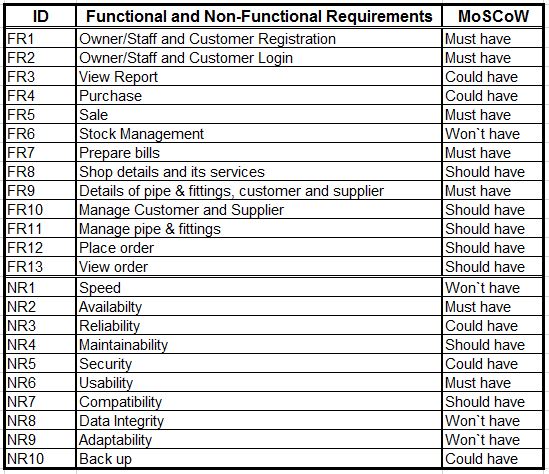 ID Functional and Non-Functional Requirements MoSCoW
FR1 Owner/Staff and Customer Registration Must have
FR2 Owner/Staff and Customer Login Must have
FR3 View Report Could have
FR4 Purchase Could have
FR5 Sale Must have
FR6 Stock Management Won`t have
FR7 Prepare bills Must have
FR8 Shop details and its services Should have
FR9 Details of pipe & fittings, customer and supplier Must have
FR10 Manage Customer and Supplier Should have
FR11 Manage pipe & fittings Should have
FR12 Place order Should have
FR13 View order Should have
NR1 Speed Won`t have
NR2 Availabilty Must have
NR3 Reliability Could have
NR4 Maintainability Should have
NR5 Security Could have
NR6 Usability Must have
NR7 Compatibility Should have
NR8 Data Integrity Won`t have
NR9 Adaptability Won`t have
NR10 Back up Could have